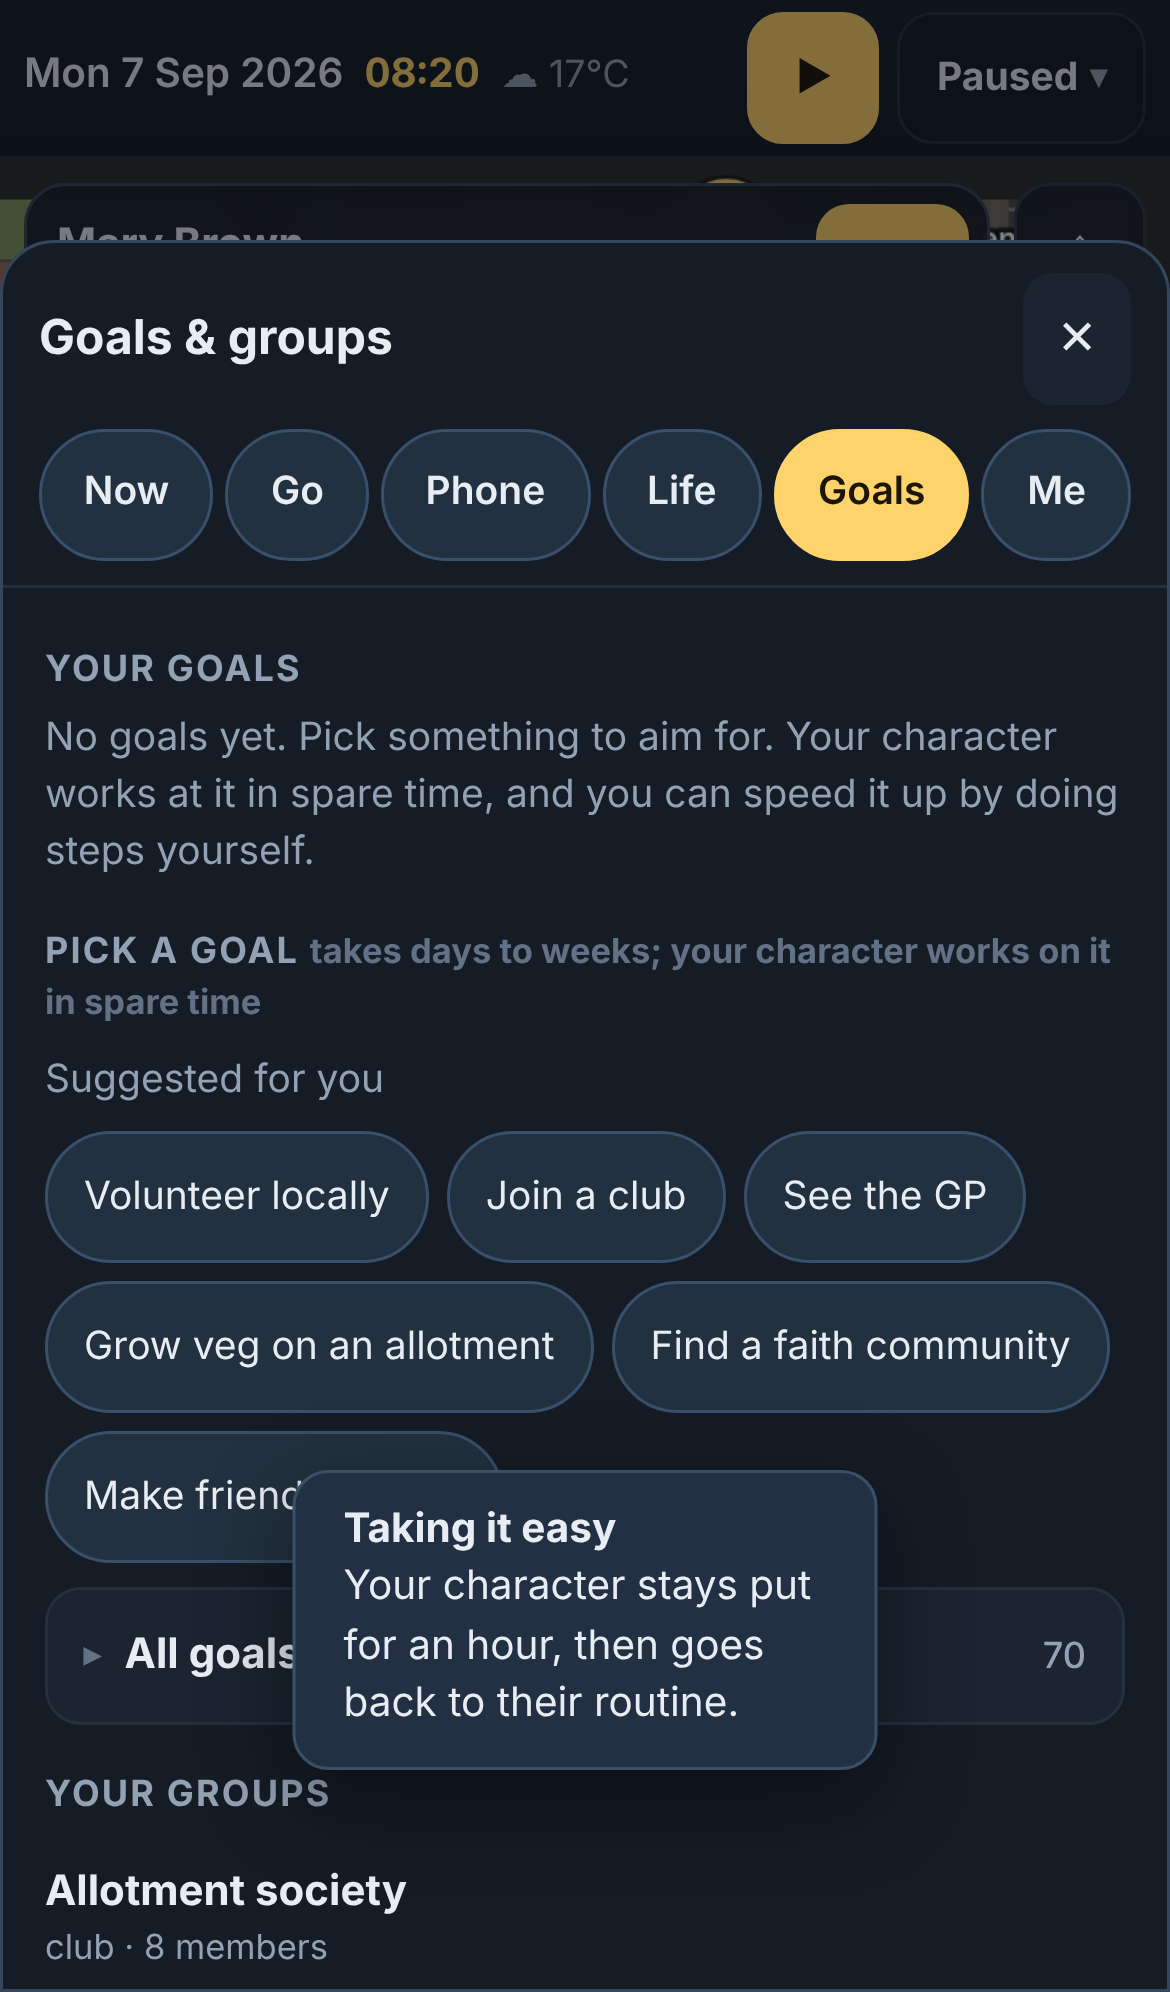 Mon 7 Sep 2026 08:20 ☁ 17°C
▶ Paused ▼
Mary Brown
Goals & groups ✕
Now Go Phone Life Goals Me
YOUR GOALS
No goals yet. Pick something to aim for. Your character
works at it in spare time, and you can speed it up by doing
steps yourself.
PICK A GOAL takes days to weeks; your character works on it
in spare time
Suggested for you
Volunteer locally Join a club See the GP
Grow veg on an allotment Find a faith community
Make
Taking it easy
Your character stays put
for an hour, then goes
back to their routine.
▸ All goals 70
YOUR GROUPS
Allotment society
club · 8 members